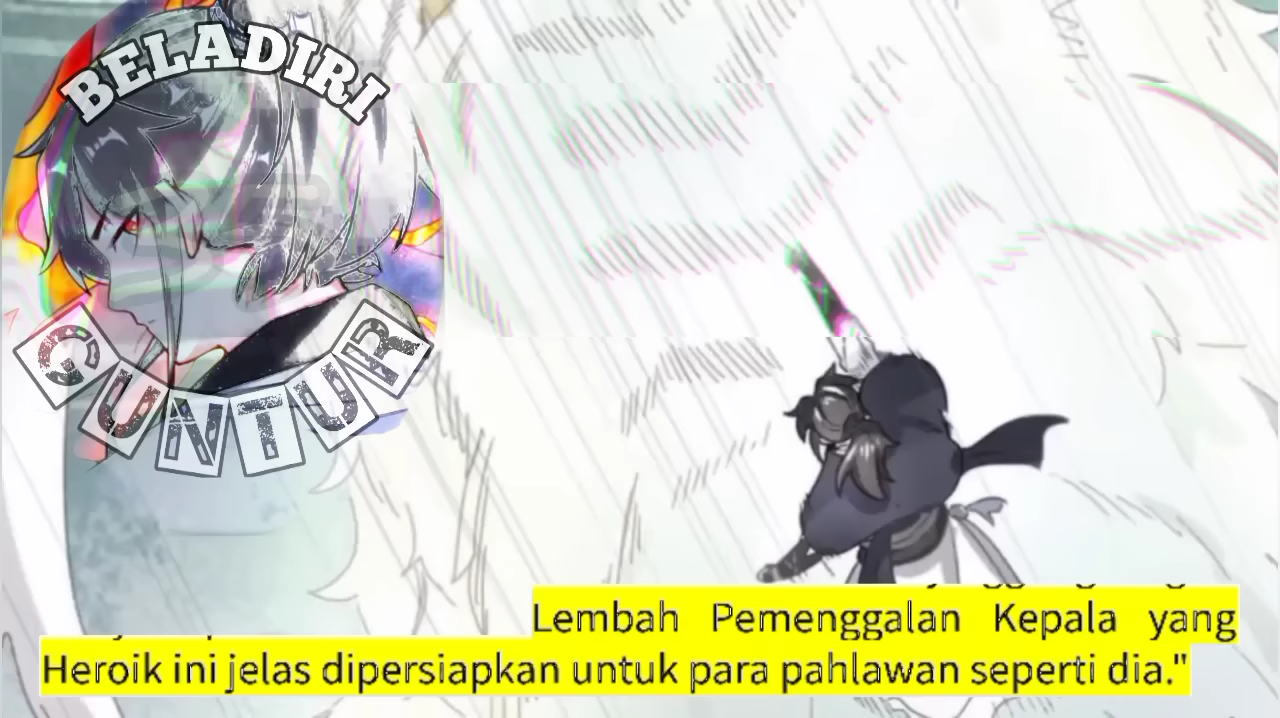 BELADIRI
GUNTUR
Lembah Pemenggalan Kepala yang
Heroik ini jelas dipersiapkan untuk para pahlawan seperti dia."